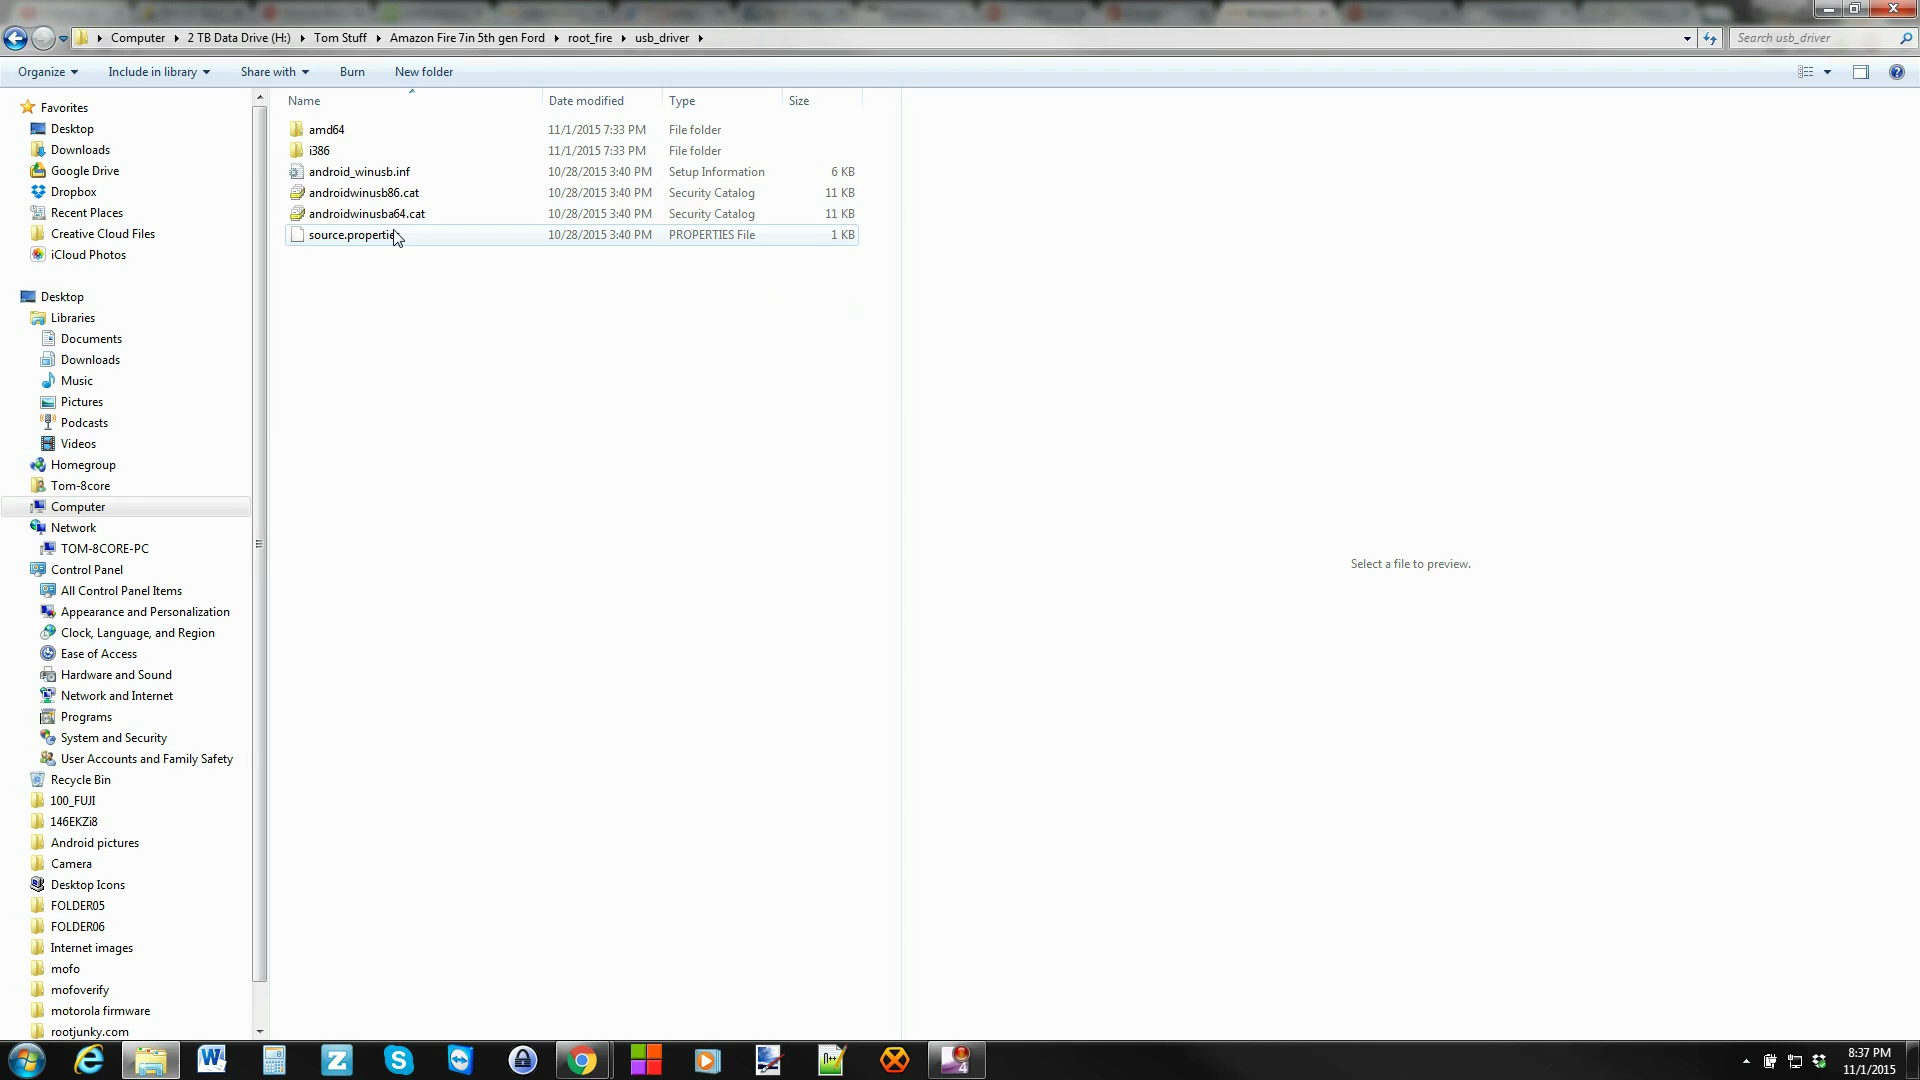 Computer 2 TB Data Drive (H:) Tom Stuff Amazon Fire 7in 5th gen Ford root_fire usb_driver
Search usb_driver
Organize Include in library Share with Burn New folder
Name Date modified Type Size
amd64 11/1/2015 7:33 PM File folder
i386 11/1/2015 7:33 PM File folder
android_winusb.inf 10/28/2015 3:40 PM Setup Information 6 KB
androidwinusb86.cat 10/28/2015 3:40 PM Security Catalog 11 KB
androidwinusba64.cat 10/28/2015 3:40 PM Security Catalog 11 KB
source.propertie 10/28/2015 3:40 PM PROPERTIES File 1 KB
Favorites
Desktop
Downloads
Google Drive
Dropbox
Recent Places
Creative Cloud Files
iCloud Photos
Desktop
Libraries
Documents
Downloads
Music
Pictures
Podcasts
Videos
Homegroup
Tom-8core
Computer
Network
TOM-8CORE-PC
Control Panel
All Control Panel Items
Appearance and Personalization
Clock, Language, and Region
Ease of Access
Hardware and Sound
Network and Internet
Programs
System and Security
User Accounts and Family Safety
Recycle Bin
100_FUJI
146EKZi8
Android pictures
Camera
Desktop Icons
FOLDER05
FOLDER06
Internet images
mofo
mofoverify
motorola firmware
rootjunky.com
Select a file to preview.
8:37 PM
11/1/2015